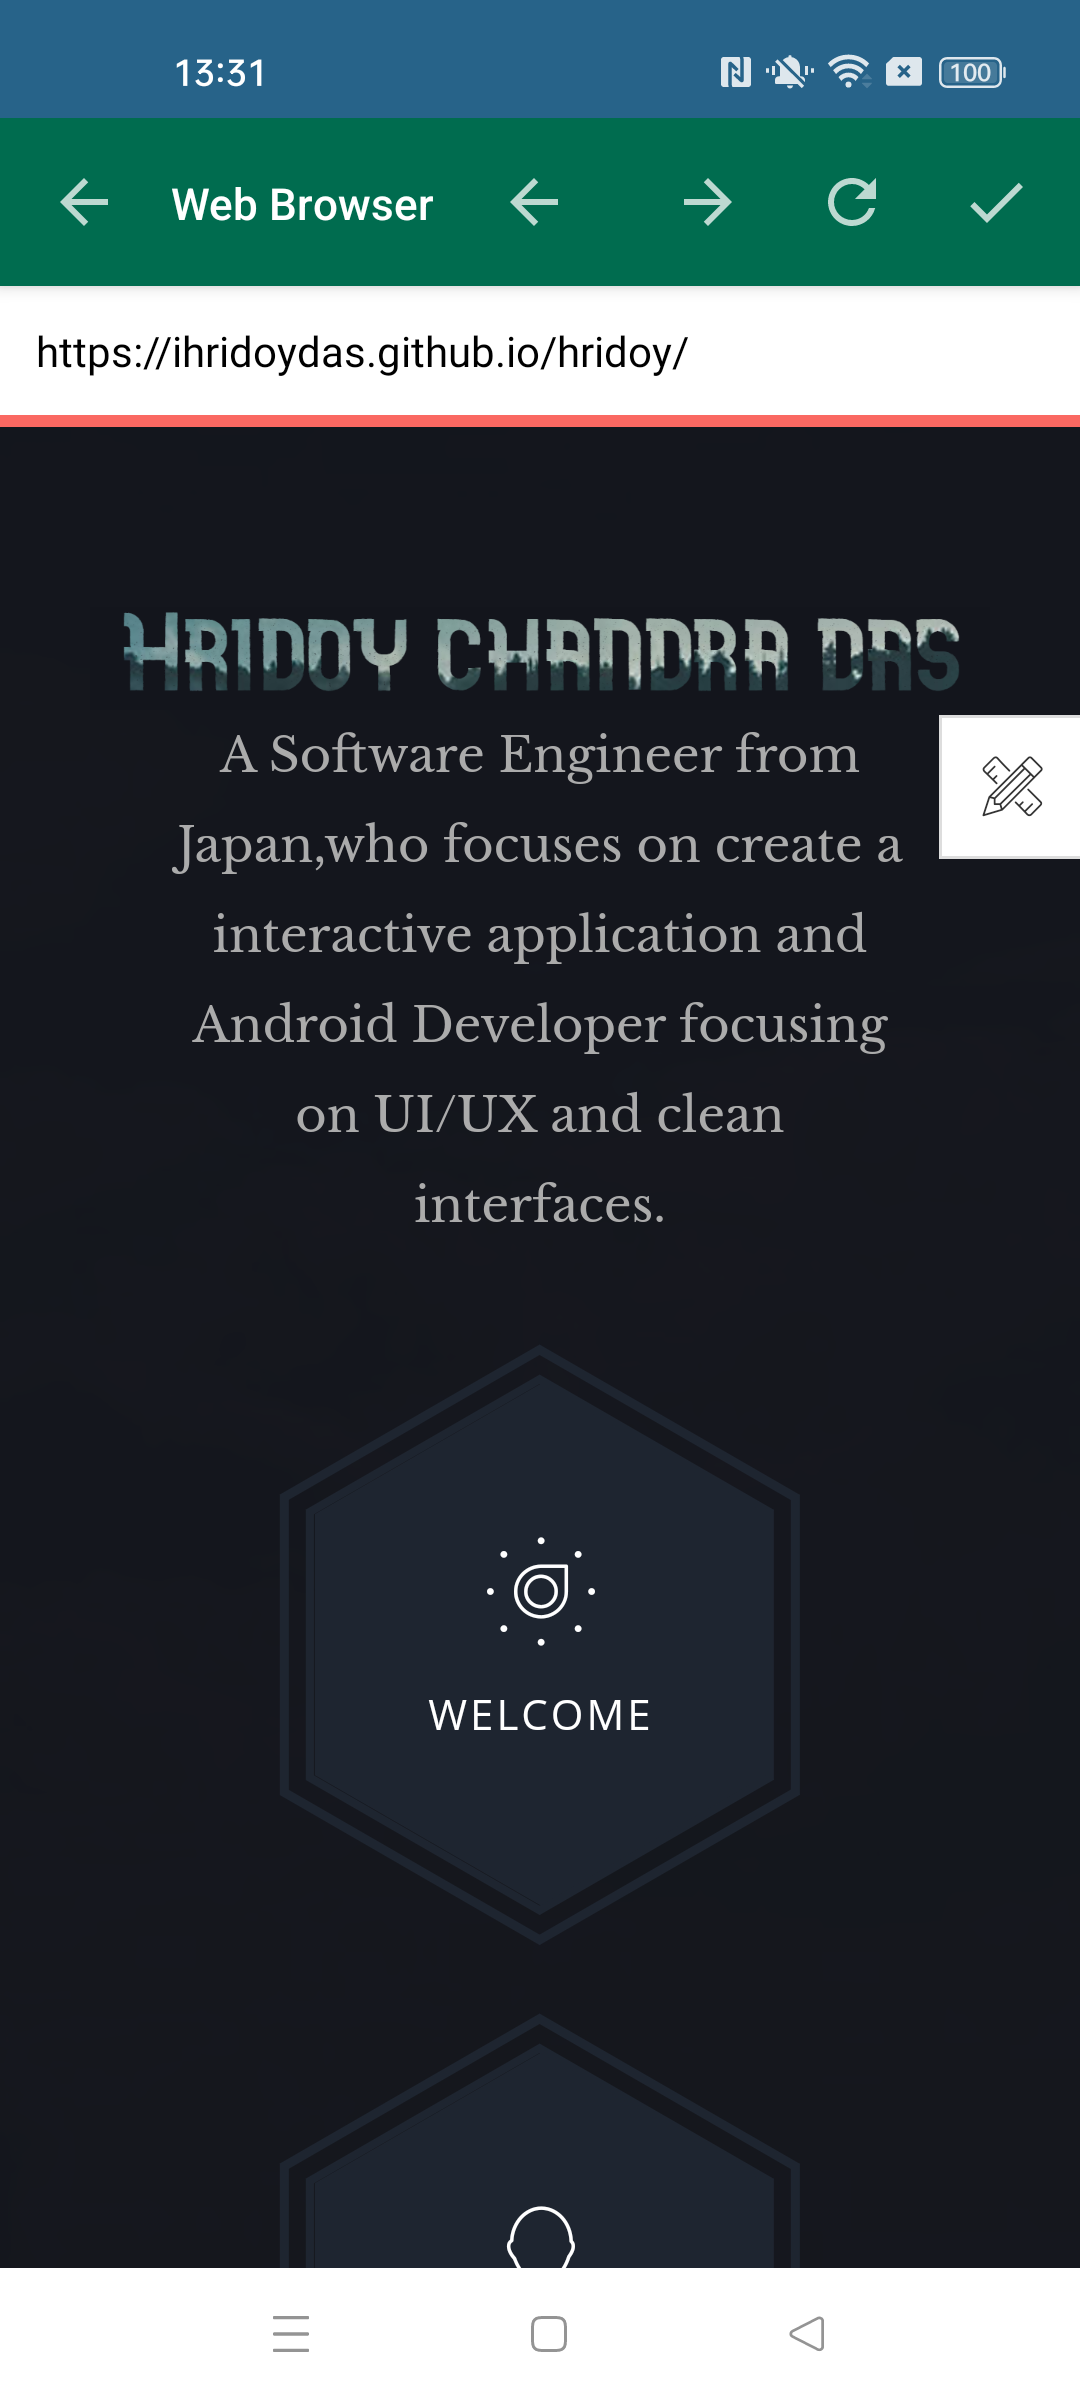 13:31
100
Web Browser
https://ihridoydas.github.io/hridoy/
HRIDOY CHANDRA DAS
A Software Engineer from
Japan,who focuses on create a
interactive application and
Android Developer focusing
on UI/UX and clean
interfaces.
WELCOME